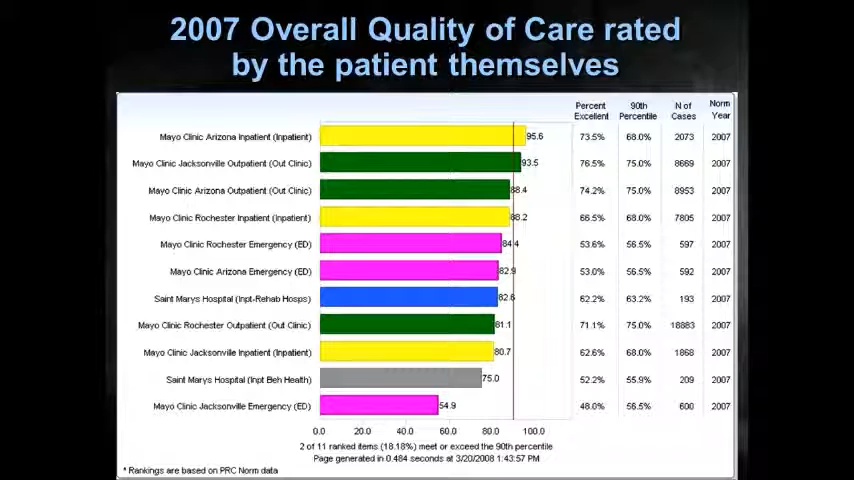 2007 Overall Quality of Care rated
by the patient themselves
Percent Excellent 90th Percentile N of Cases Norm Year
Mayo Clinic Arizona Inpatient (Inpatient) 95.6 73.5% 68.0% 2073 2007
Mayo Clinic Jacksonville Outpatient (Out Clinic) 93.5 76.5% 75.0% 8669 2007
Mayo Clinic Arizona Outpatient (Out Clinic) 88.4 74.2% 75.0% 8953 2007
Mayo Clinic Rochester Inpatient (Inpatient) 88.2 66.5% 68.0% 7805 2007
Mayo Clinic Rochester Emergency (ED) 84.4 53.6% 56.5% 597 2007
Mayo Clinic Arizona Emergency (ED) 82.9 53.0% 56.5% 592 2007
Saint Marys Hospital (Inpt-Rehab Hosps) 82.6 62.2% 63.2% 193 2007
Mayo Clinic Rochester Outpatient (Out Clinic) 81.1 71.1% 75.0% 18883 2007
Mayo Clinic Jacksonville Inpatient (Inpatient) 80.7 62.6% 68.0% 1868 2007
Saint Marys Hospital (Inpt Beh Health) 75.0 52.2% 55.9% 209 2007
Mayo Clinic Jacksonville Emergency (ED) 54.9 48.0% 56.5% 600 2007
0.0 20.0 40.0 60.0 80.0 100.0
2 of 11 ranked items (18.18%) meet or exceed the 90th percentile
Page generated in 0.484 seconds at 3/20/2008 1:43:57 PM
* Rankings are based on PRC Norm data